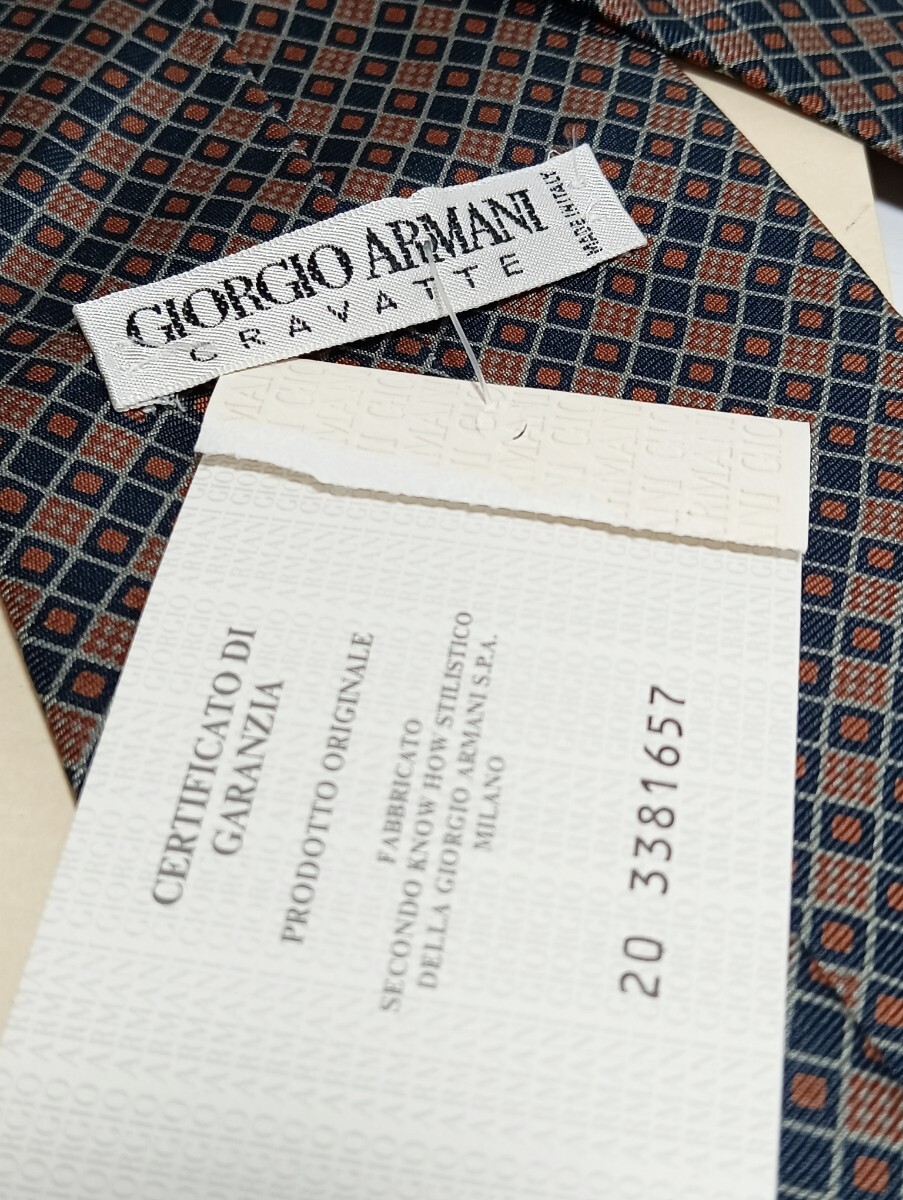 GIORGIO ARMANI
CRAVATTE
MADE IN ITALY
CERTIFICATO DI
GARANZIA
PRODOTTO ORIGINALE
FABBRICATO
SECONDO KNOW HOW STILISTICO
DELLA GIORGIO ARMANI S.P.A.
MILANO
20 3381657